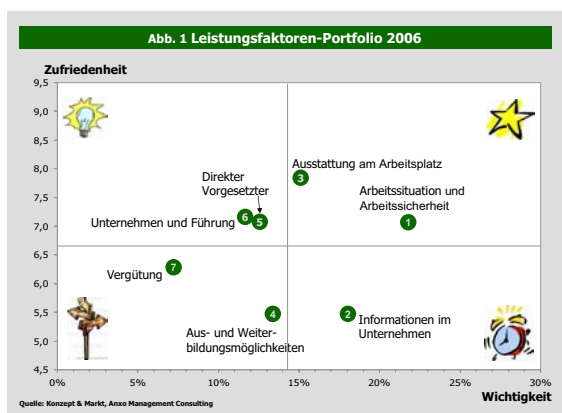 Abb. 1 Leistungsfaktoren-Portfolio 2006
Zufriedenheit
9,5
9,0
8,5
8,0
7,5
7,0
6,5
6,0
5,5
5,0
4,5
Ausstattung am Arbeitsplatz
3
Direkter
Vorgesetzter
Arbeitssituation und
Arbeitssicherheit
Unternehmen und Führung
6
5
1
Vergütung
7
4
2
Informationen im
Unternehmen
Aus- und Weiter-
bildungsmöglichkeiten
0%
5%
10%
15%
20%
25%
30%
Wichtigkeit
Quelle: Konzept & Markt, Anxo Management Consulting